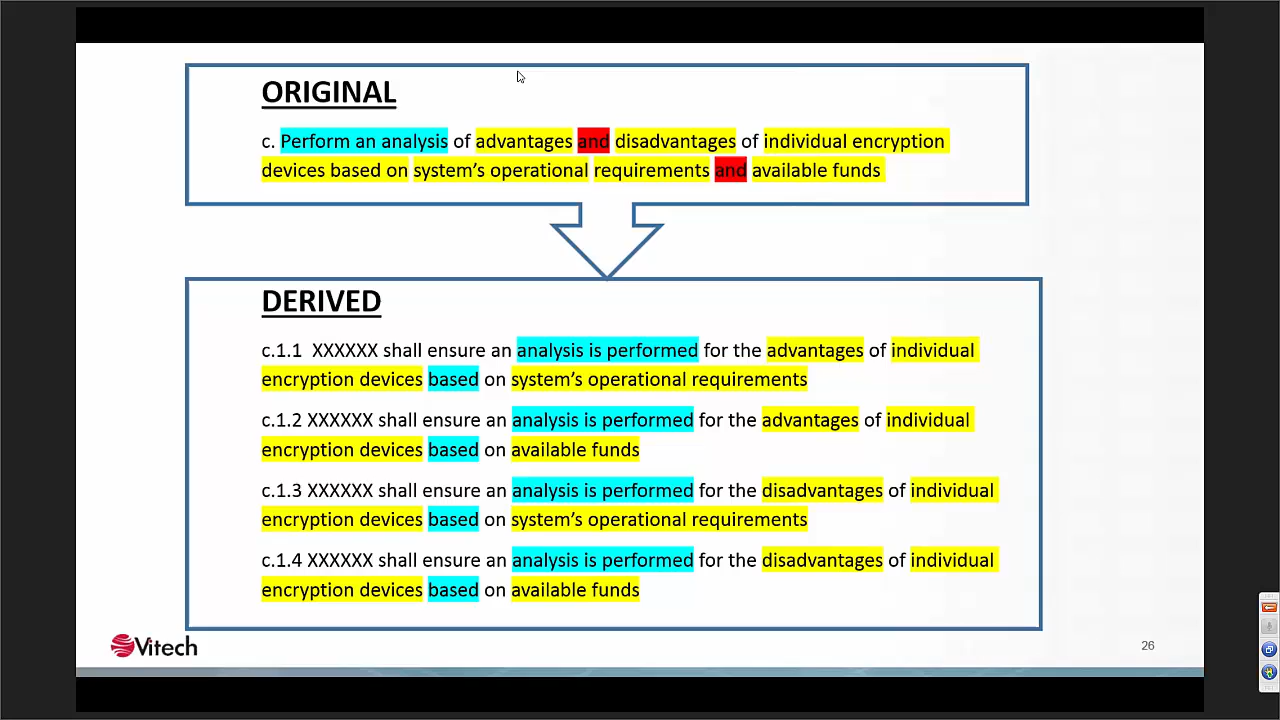 ORIGINAL
c. Perform an analysis of advantages and disadvantages of individual encryption
devices based on system's operational requirements and available funds
DERIVED
c.1.1 XXXXXX shall ensure an analysis is performed for the advantages of individual
encryption devices based on system's operational requirements
c.1.2 XXXXXX shall ensure an analysis is performed for the advantages of individual
encryption devices based on available funds
c.1.3 XXXXXX shall ensure an analysis is performed for the disadvantages of individual
encryption devices based on system's operational requirements
c.1.4 XXXXXX shall ensure an analysis is performed for the disadvantages of individual
encryption devices based on available funds
Vitech
26